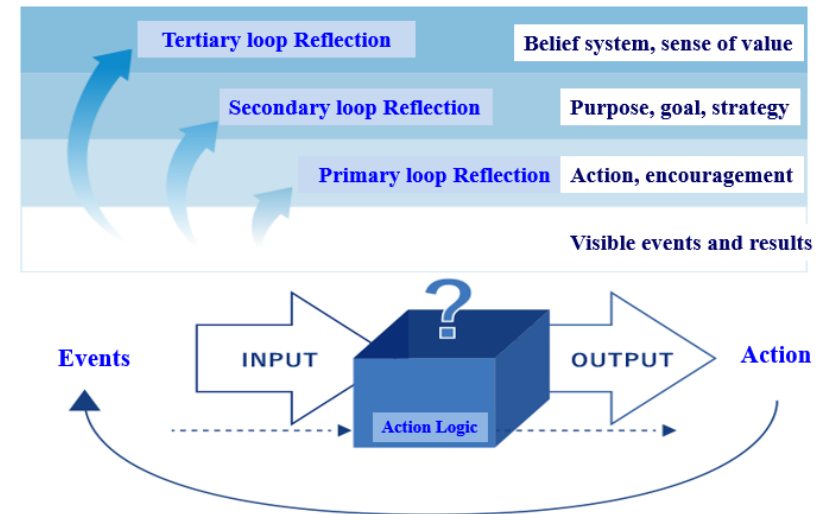 Tertiary loop Reflection
Belief system, sense of value
Secondary loop Reflection
Purpose, goal, strategy
Primary loop Reflection
Action, encouragement
Visible events and results
?
Events
INPUT
OUTPUT
Action
Action Logic